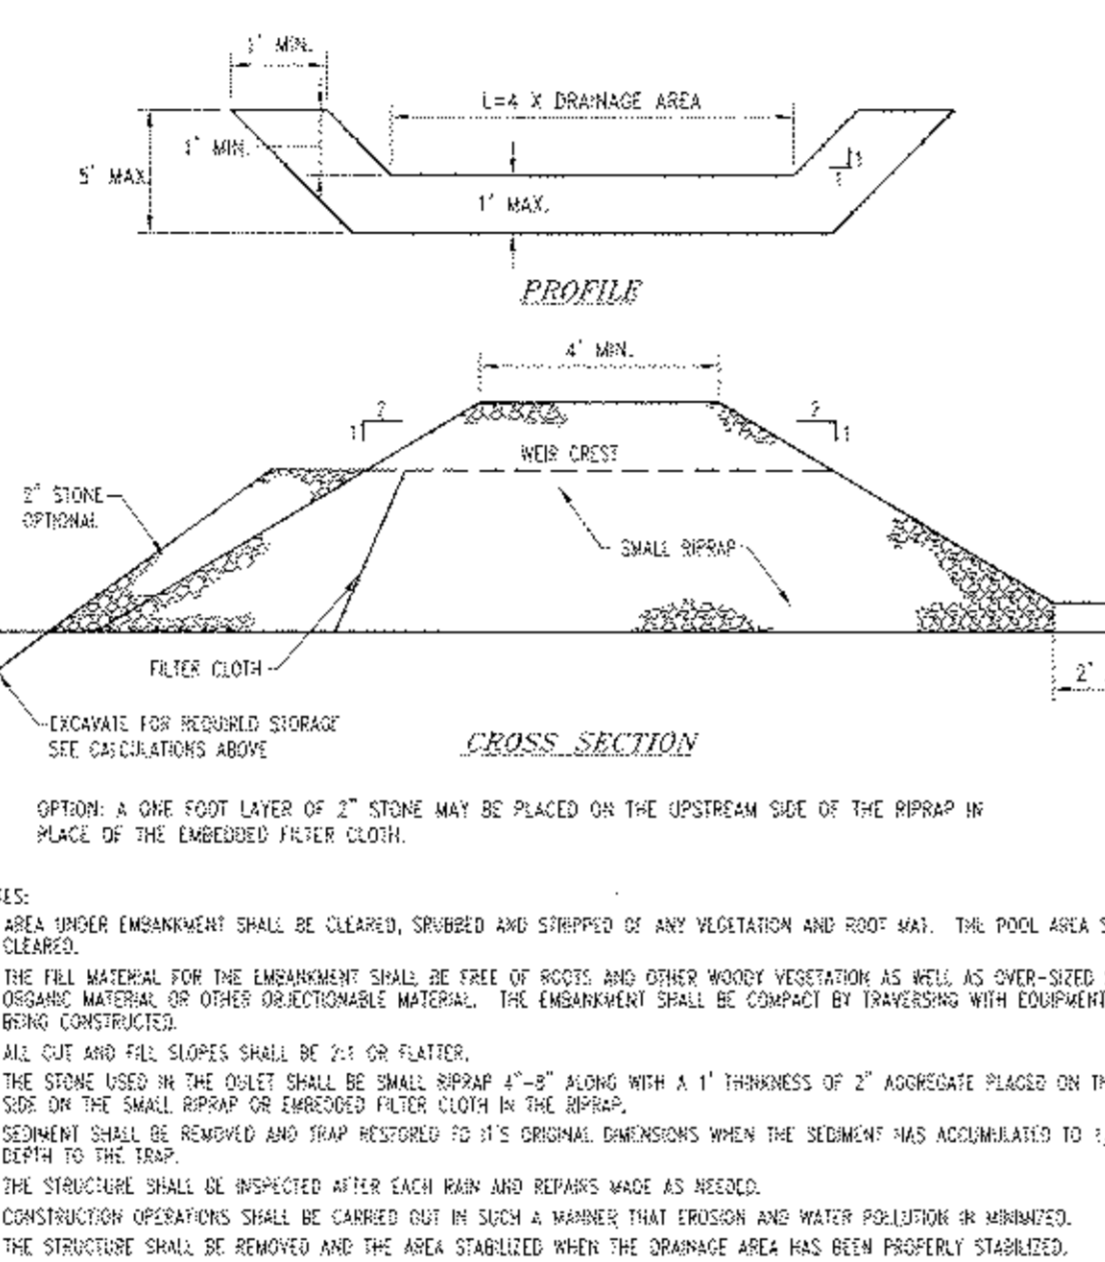 1' MIN.
L=4 X DRAINAGE AREA
1' MIN.
1
1
5' MAX.
1' MAX.
PROFILE
4' MIN.
2
1
2
1
WEIR CREST
2" STONE
OPTIONAL
SMALL RIPRAP
FILTER CLOTH
2"
EXCAVATE FOR REQUIRED STORAGE
SEE CALCULATIONS ABOVE
CROSS SECTION
OPTION: A ONE FOOT LAYER OF 2" STONE MAY BE PLACED ON THE UPSTREAM SIDE OF THE RIPRAP IN
PLACE OF THE EMBEDDED FILTER CLOTH.
ES:
AREA UNDER EMBANKMENT SHALL BE CLEARED, SRUBBED AND STRIPPED OF ANY VEGETATION AND ROOT MAT. THE POOL AREA S
CLEARED.
THE FILL MATERIAL FOR THE EMBANKMENT SHALL BE FREE OF ROOTS AND OTHER WOODY VEGETATION AS WELL AS OVER-SIZED
ORGANIC MATERIAL OR OTHER OBJECTIONABLE MATERIAL. THE EMBANKMENT SHALL BE COMPACT BY TRAVERSING WITH EQUIPMENT
BEING CONSTRUCTED.
ALL CUT AND FILL SLOPES SHALL BE 2:1 OR FLATTER.
THE STONE USED IN THE OULET SHALL BE SMALL RIPRAP 4"-8" ALONG WITH A 1' THINKNESS OF 2" AGGREGATE PLACED ON TH
SIDE ON THE SMALL RIPRAP OR EMBEDDED FILTER CLOTH IN THE RIPRAP.
SEDIMENT SHALL BE REMOVED AND TRAP RESTORED TO IT'S ORIGINAL DIMENSIONS WHEN THE SEDIMENT HAS ACCUMULATED TO
DEPTH TO THE TRAP.
THE STRUCTURE SHALL BE INSPECTED AFTER EACH RAIN AND REPAIRS MADE AS NEEDED.
CONSTRUCTION OPERATIONS SHALL BE CARRIED OUT IN SUCH A MANNER THAT EROSION AND WATER POLLUTION IR MINIMIZED.
THE STRUCTURE SHALL BE REMOVED AND THE AREA STABILIZED WHEN THE DRAINAGE AREA HAS BEEN PROPERLY STABILIZED.